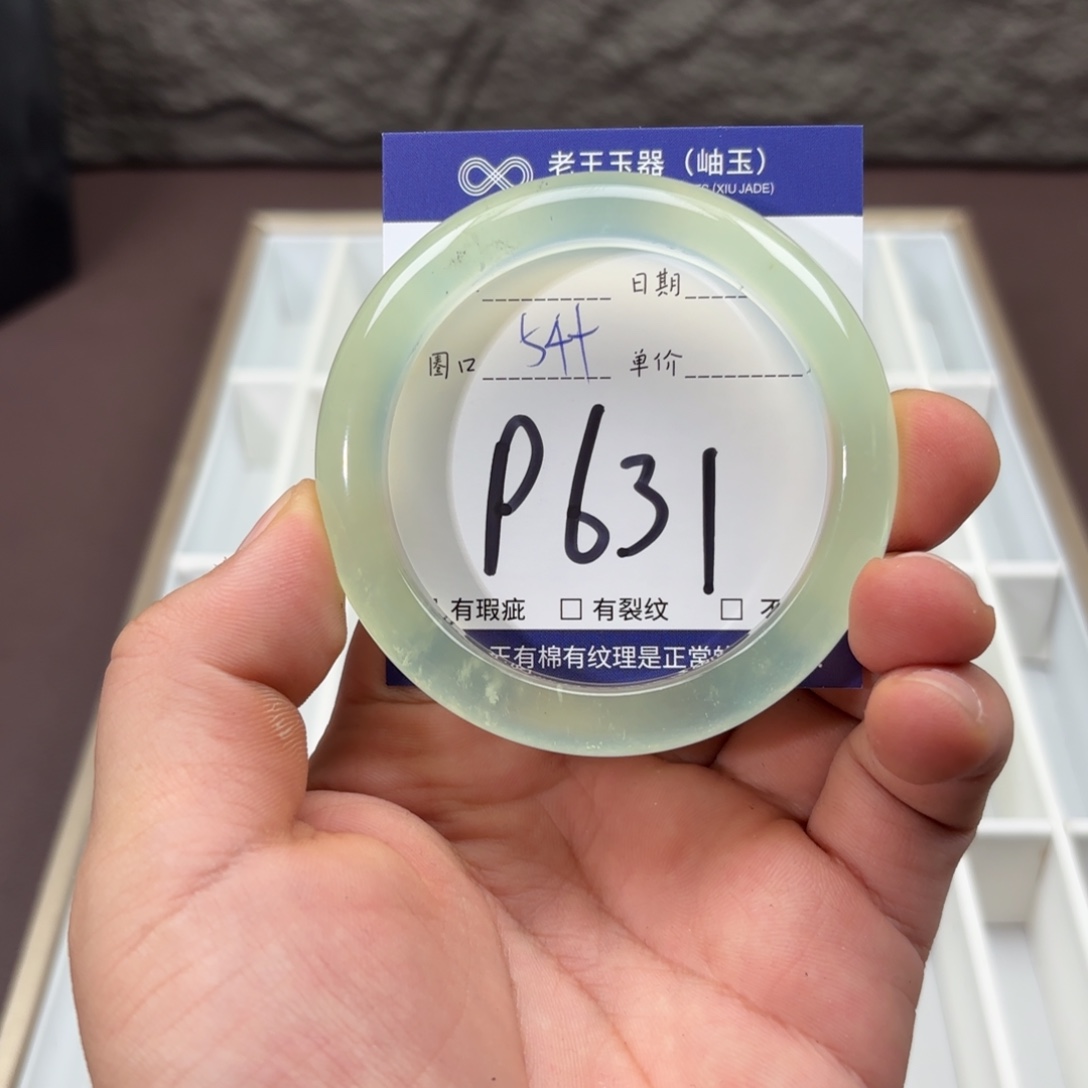 老王玉器（岫玉）
(XIU JADE)
日期
圈口 54+ 单价
P631
有瑕疵 □ 有裂纹 □
有棉有纹理是正常